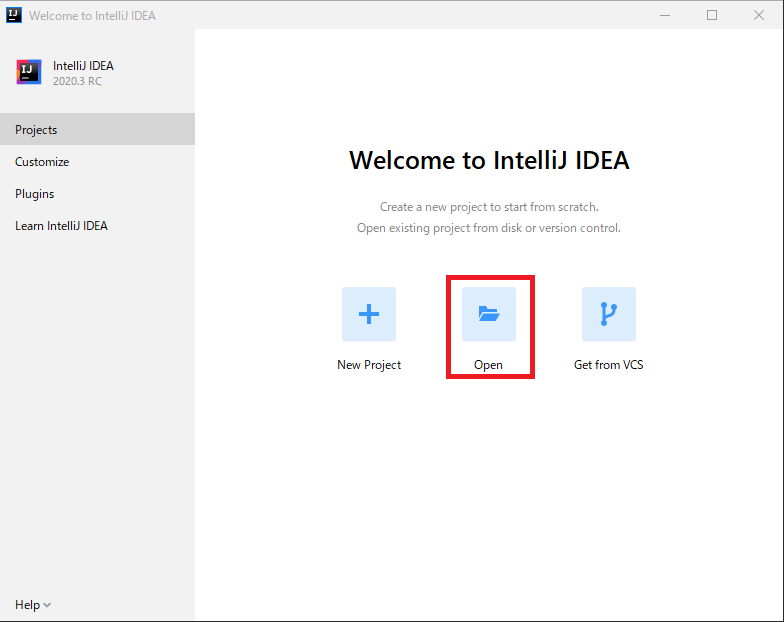 IJ
Welcome to IntelliJ IDEA
IJ
IntelliJ IDEA
2020.3 RC
Projects
Customize
Plugins
Learn IntelliJ IDEA
Welcome to IntelliJ IDEA
Create a new project to start from scratch.
Open existing project from disk or version control.
New Project
Open
Get from VCS
Help